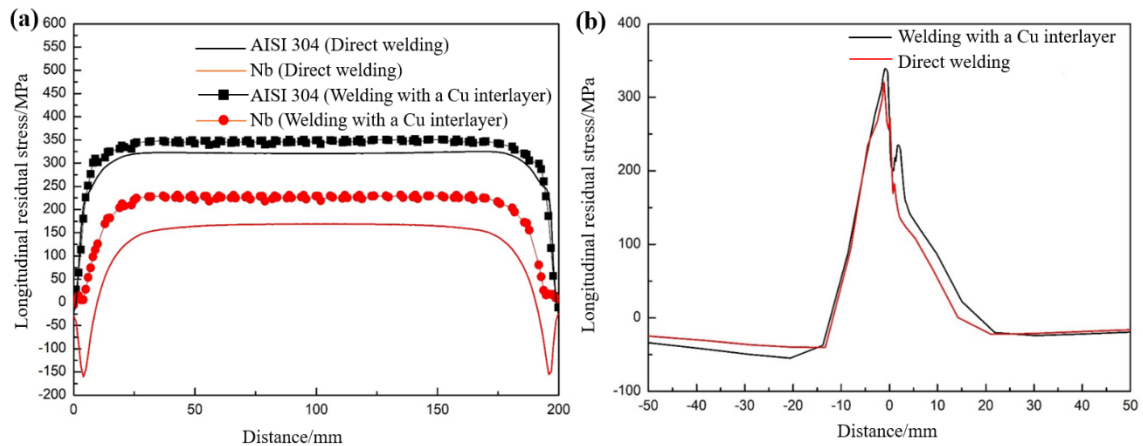 (a)
Longitudinal residual stress/MPa
600
550
500
450
400
350
300
250
200
150
100
50
0
-50
-100
-150
-200
AISI 304 (Direct welding)
Nb (Direct welding)
AISI 304 (Welding with a Cu interlayer)
Nb (Welding with a Cu interlayer)
0 50 100 150 200
Distance/mm
(b)
Longitudinal residual stress/MPa
400
300
200
100
0
-100
Welding with a Cu interlayer
Direct welding
-50 -40 -30 -20 -10 0 10 20 30 40 50
Distance/mm